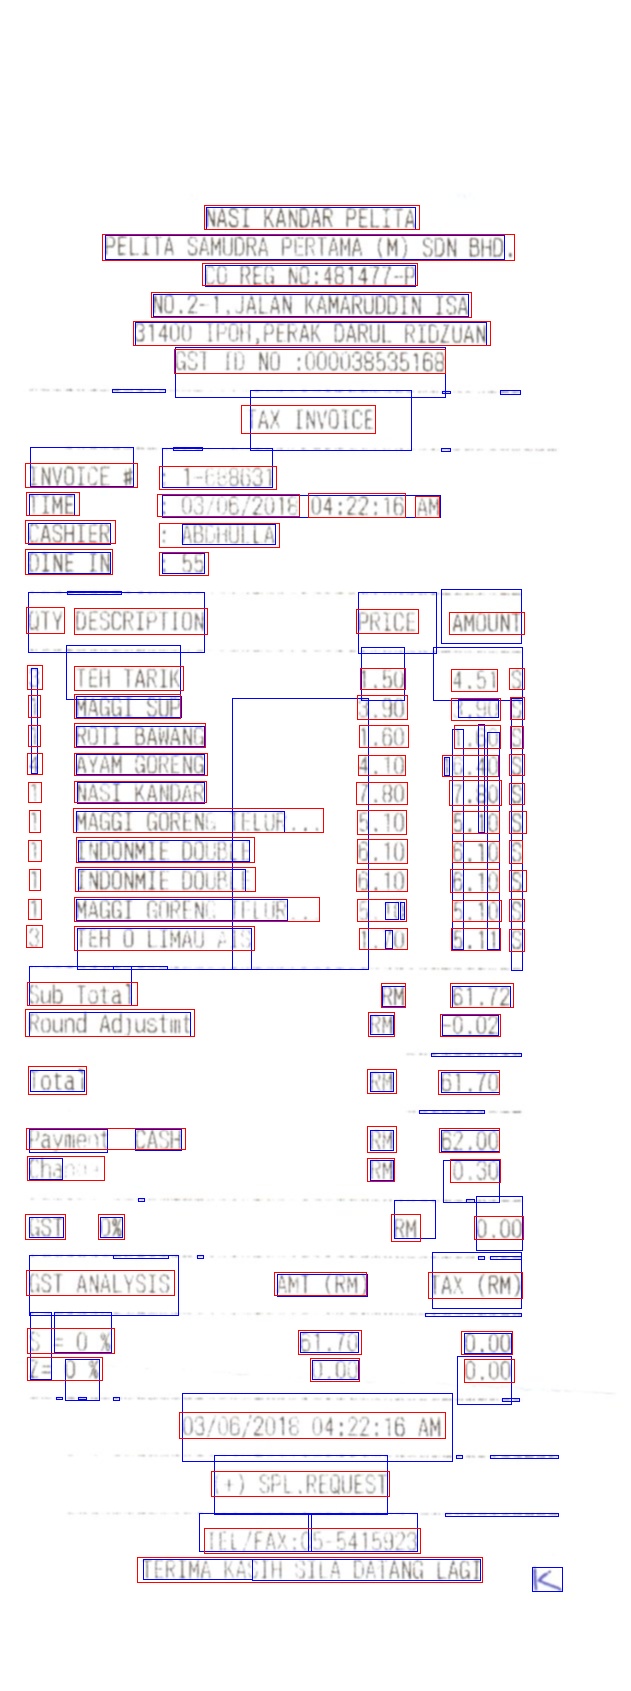 NASI KANDAR PELITA
PELITA SAMUDRA PERTAMA (M) SDN BHD.
CO REG NO:481477-P
NO.2-1,JALAN KAMARUDDIN ISA
31400 IPOH,PERAK DARUL RIDZUAN
GST ID NO :000038535168
TAX INVOICE
INVOICE # : 1-668631
TIME : 03/06/2018 04:22:16 AM
CASHIER : ABDHULLA
DINE IN : 55
QTY DESCRIPTION PRICE AMOUNT
3 TEH TARIK 1.50 4.51 S
1 MAGGI SUP 3.90 3.90 S
1 ROTI BAWANG 1.60 1.60 S
4 AYAM GORENG 4.10 16.40 S
1 NASI KANDAR 7.80 7.80 S
1 MAGGI GORENG TELUR... 5.10 5.10 S
1 INDONMIE DOUBLE 6.10 6.10 S
1 INDONMIE DOUBLE 6.10 6.10 S
1 MAGGI GORENG TELUR... 5.10 5.10 S
3 TEH O LIMAU AIS 1.70 5.11 S
Sub Total RM 61.72
Round Adjustmt RM -0.02
Total RM 61.70
Payment CASH RM 62.00
Change RM 0.30
GST 0% RM 0.00
GST ANALYSIS AMT (RM) TAX (RM)
S = 0 % 61.70 0.00
Z= 0 % 0.00 0.00
03/06/2018 04:22:16 AM
(+) SPL.REQUEST
TEL/FAX:05-5415923
TERIMA KASIH SILA DATANG LAGI
K